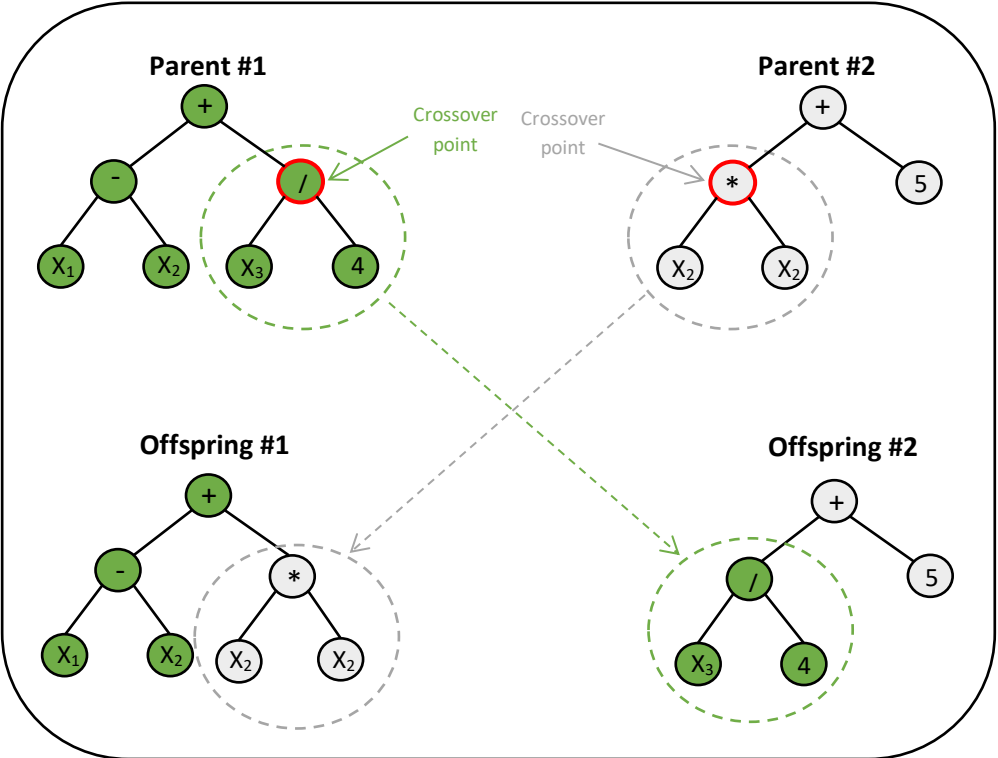 Parent #1
Parent #2
+
+
Crossover
point
Crossover
point
-
/
*
5
X₁
X₂
X₃
4
X₂
X₂
Offspring #1
Offspring #2
+
+
-
*
/
5
X₁
X₂
X₂
X₂
X₃
4